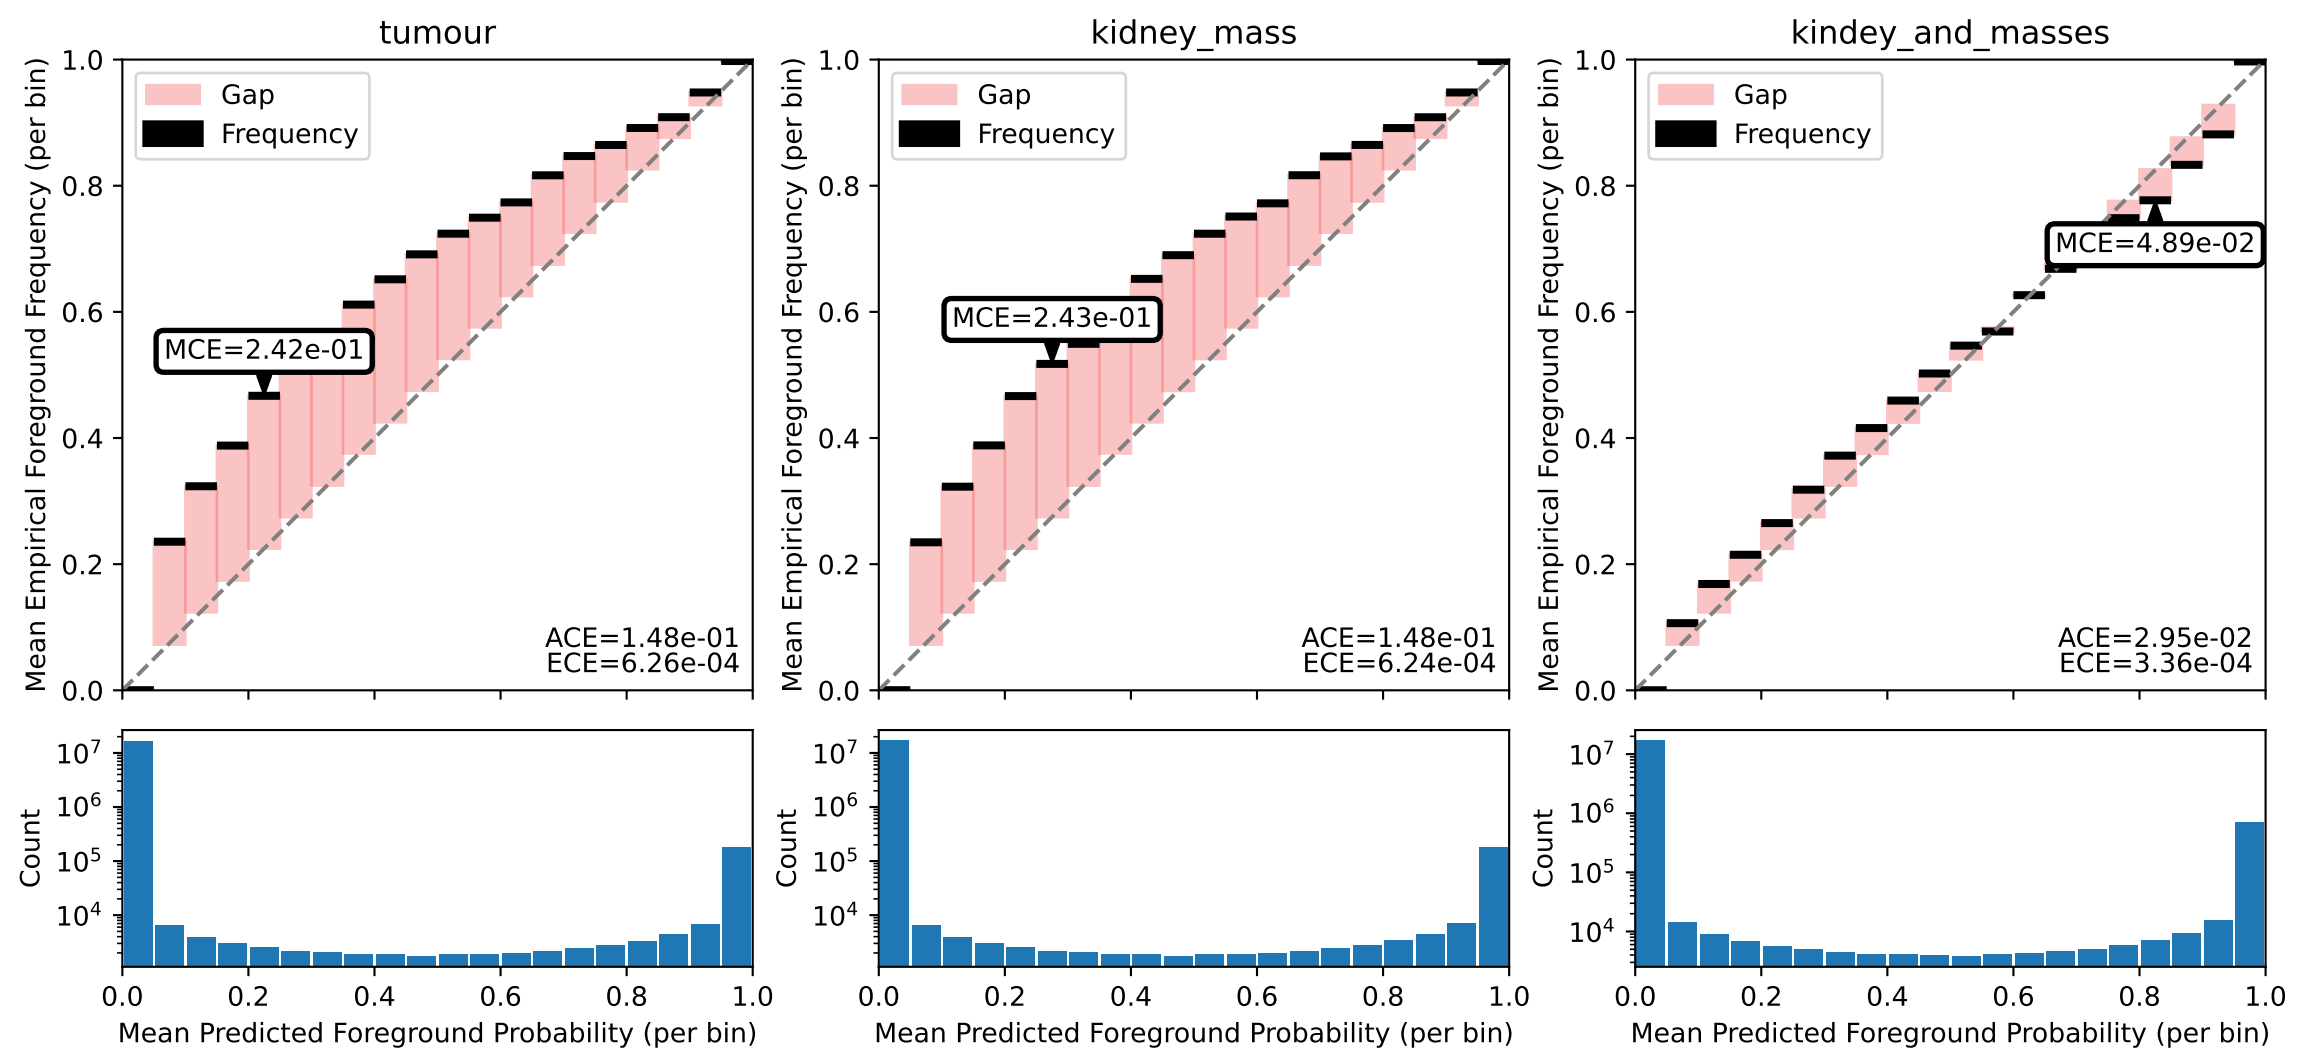 tumour
1.0
0.8
0.6
0.4
0.2
0.0
Mean Empirical Foreground Frequency (per bin)
Gap
Frequency
MCE=2.42e-01
ACE=1.48e-01
ECE=6.26e-04
kidney_mass
1.0
0.8
0.6
0.4
0.2
0.0
Mean Empirical Foreground Frequency (per bin)
Gap
Frequency
MCE=2.43e-01
ACE=1.48e-01
ECE=6.24e-04
kindey_and_masses
1.0
0.8
0.6
0.4
0.2
0.0
Mean Empirical Foreground Frequency (per bin)
Gap
Frequency
MCE=4.89e-02
ACE=2.95e-02
ECE=3.36e-04
10⁷
10⁶
10⁵
10⁴
Count
0.0 0.2 0.4 0.6 0.8 1.0
Mean Predicted Foreground Probability (per bin)
10⁷
10⁶
10⁵
10⁴
Count
0.0 0.2 0.4 0.6 0.8 1.0
Mean Predicted Foreground Probability (per bin)
10⁷
10⁶
10⁵
10⁴
Count
0.0 0.2 0.4 0.6 0.8 1.0
Mean Predicted Foreground Probability (per bin)